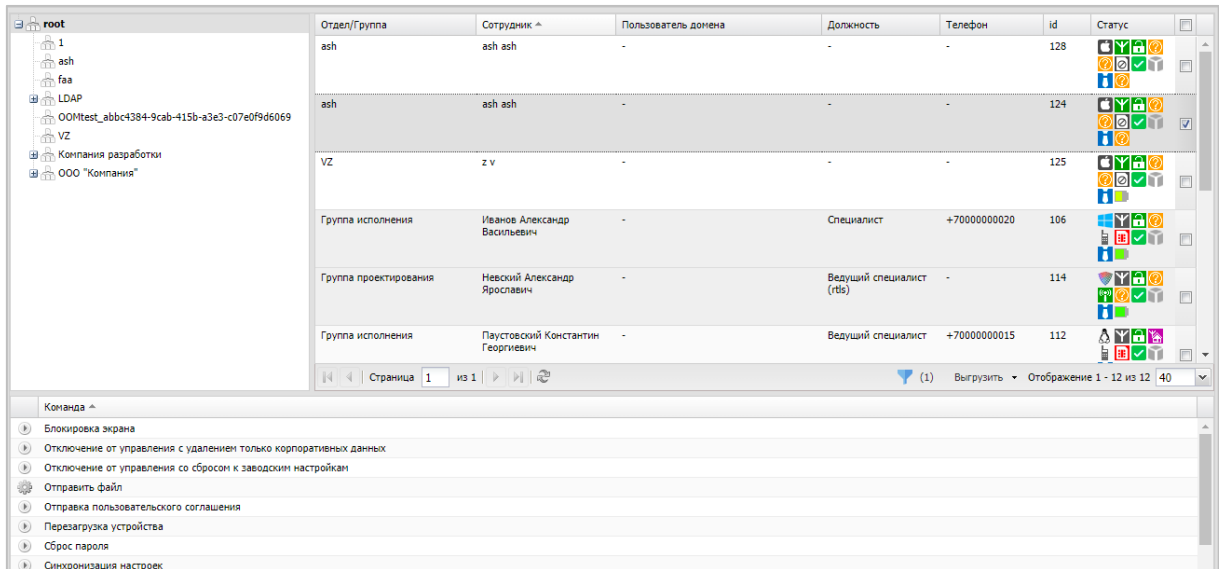 root
1
ash
faa
LDAP
OOMtest_abbc4384-9cab-415b-a3e3-c07e0f9d6069
VZ
Компания разработки
ООО "Компания"
Отдел/Группа Сотрудник Пользователь домена Должность Телефон id Статус
ash ash ash - - - 128
ash ash ash - - - 124
VZ z v - - - 125
Группа исполнения Иванов Александр - Специалист +70000000020 106
Васильевич
Группа проектирования Невский Александр - Ведущий специалист - 114
Ярославич (rtls)
Группа исполнения Паустовский Константин - Ведущий специалист +70000000015 112
Георгиевич
Страница 1 из 1 (1) Выгрузить Отображение 1 - 12 из 12 40
Команда
Блокировка экрана
Отключение от управления с удалением только корпоративных данных
Отключение от управления со сбросом к заводским настройкам
Отправить файл
Отправка пользовательского соглашения
Перезагрузка устройства
Сброс пароля
Синхронизация настроек